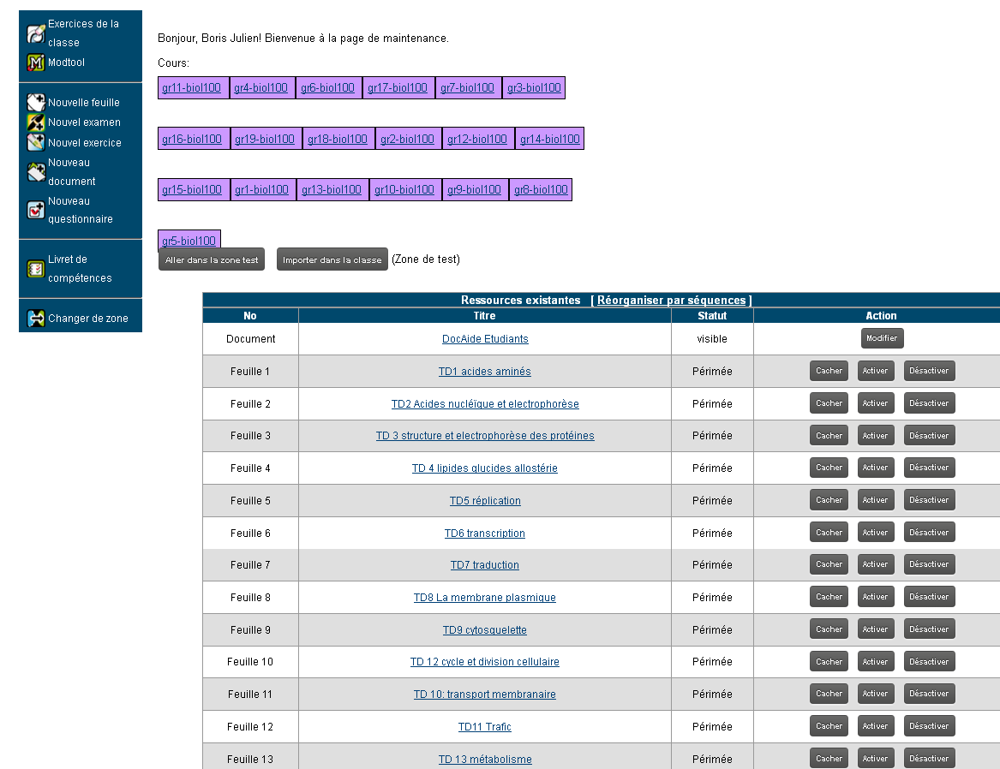 Exercices de la
classe
Modtool
Nouvelle feuille
Nouvel examen
Nouvel exercice
Nouveau
document
Nouveau
questionnaire
Livret de
compétences
Changer de zone
Bonjour, Boris Julien! Bienvenue à la page de maintenance.
Cours:
gr11-biol100 gr4-biol100 gr6-biol100 gr17-biol100 gr7-biol100 gr3-biol100
gr16-biol100 gr19-biol100 gr18-biol100 gr2-biol100 gr12-biol100 gr14-biol100
gr15-biol100 gr1-biol100 gr13-biol100 gr10-biol100 gr9-biol100 gr8-biol100
gr5-biol100
Aller dans la zone test Importer dans la classe (Zone de test)
Ressources existantes [ Réorganiser par séquences ]
No Titre Statut Action
Document DocAide Etudiants visible Modifier
Feuille 1 TD1 acides aminés Périmée Cacher Activer Désactiver
Feuille 2 TD2 Acides nucléïque et electrophorèse Périmée Cacher Activer Désactiver
Feuille 3 TD 3 structure et electrophorèse des protéines Périmée Cacher Activer Désactiver
Feuille 4 TD 4 lipides glucides allostérie Périmée Cacher Activer Désactiver
Feuille 5 TD5 réplication Périmée Cacher Activer Désactiver
Feuille 6 TD6 transcription Périmée Cacher Activer Désactiver
Feuille 7 TD7 traduction Périmée Cacher Activer Désactiver
Feuille 8 TD8 La membrane plasmique Périmée Cacher Activer Désactiver
Feuille 9 TD9 cytosquelette Périmée Cacher Activer Désactiver
Feuille 10 TD 12 cycle et division cellulaire Périmée Cacher Activer Désactiver
Feuille 11 TD 10: transport membranaire Périmée Cacher Activer Désactiver
Feuille 12 TD11 Trafic Périmée Cacher Activer Désactiver
Feuille 13 TD 13 métabolisme Périmée Cacher Activer Désactiver